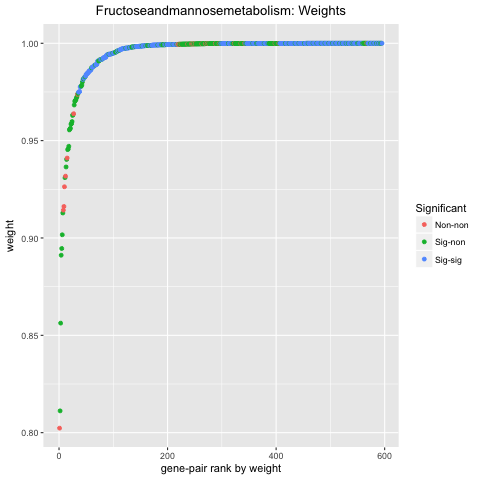 Fructoseandmannosemetabolism: Weights
1.00
0.95
0.90
0.85
0.80
weight
0
200
400
600
gene-pair rank by weight
Significant
Non-non
Sig-non
Sig-sig